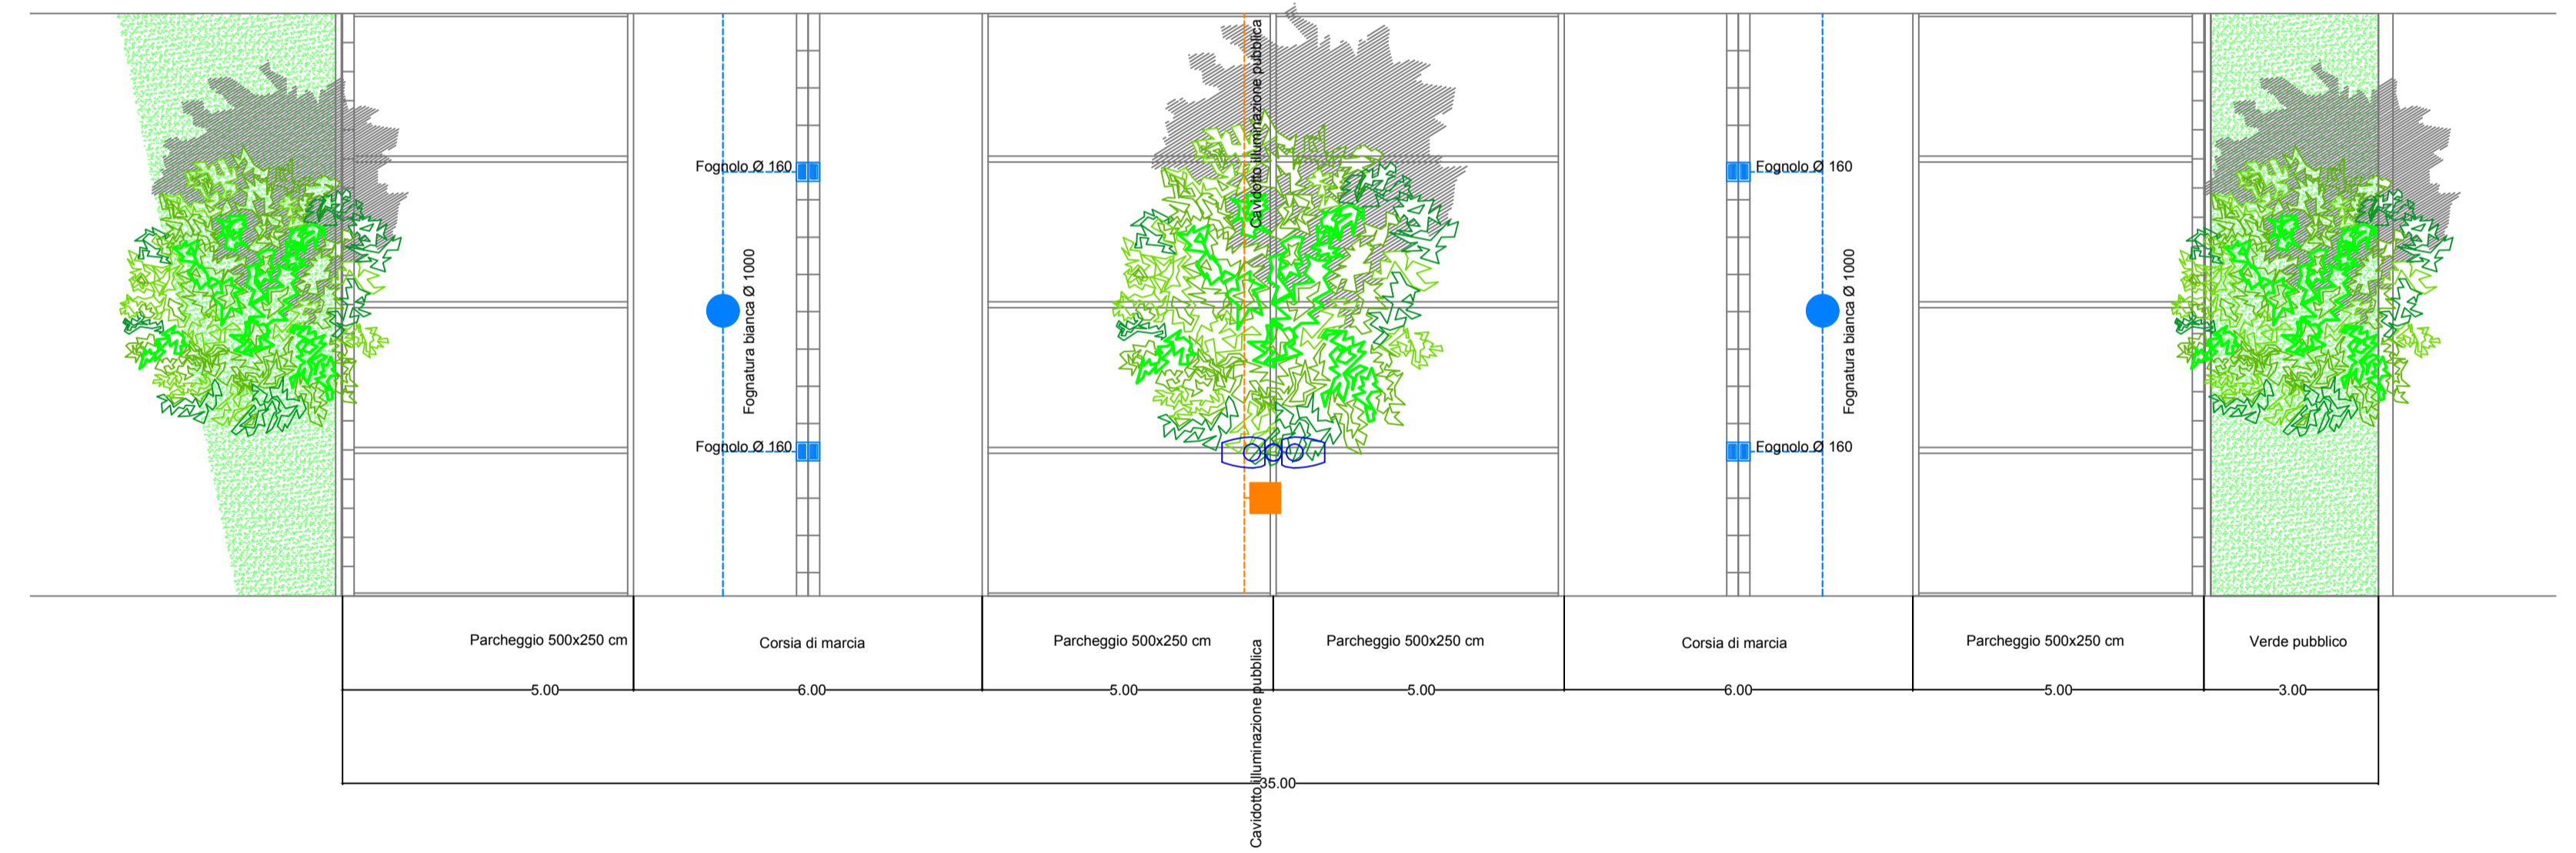 Cavidotto illuminazione pubblica
Fognolo Ø 160
Fognolo Ø 160
Fognatura bianca Ø 1000
Fognatura bianca Ø 1000
Fognolo Ø 160
Fognolo Ø 160
Parcheggio 500x250 cm
Corsia di marcia
Parcheggio 500x250 cm
Parcheggio 500x250 cm
Corsia di marcia
Parcheggio 500x250 cm
Verde pubblico
5.00
6.00
5.00
5.00
6.00
5.00
3.00
Cavidotto illuminazione pubblica
35.00